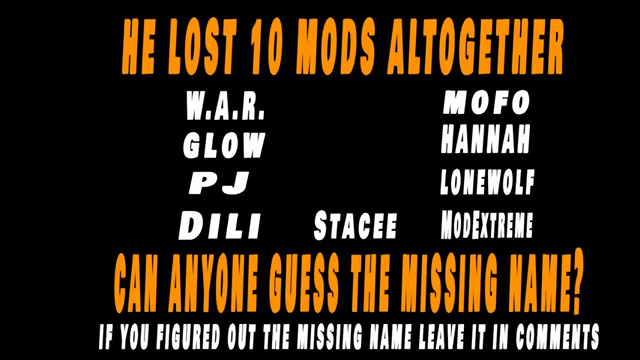 HE LOST 10 MODS ALTOGETHER
W.A.R. MOFO
GLOW HANNAH
PJ LONEWOLF
DILI STACEE MODEXTREME
CAN ANYONE GUESS THE MISSING NAME?
IF YOU FIGURED OUT THE MISSING NAME LEAVE IT IN COMMENTS